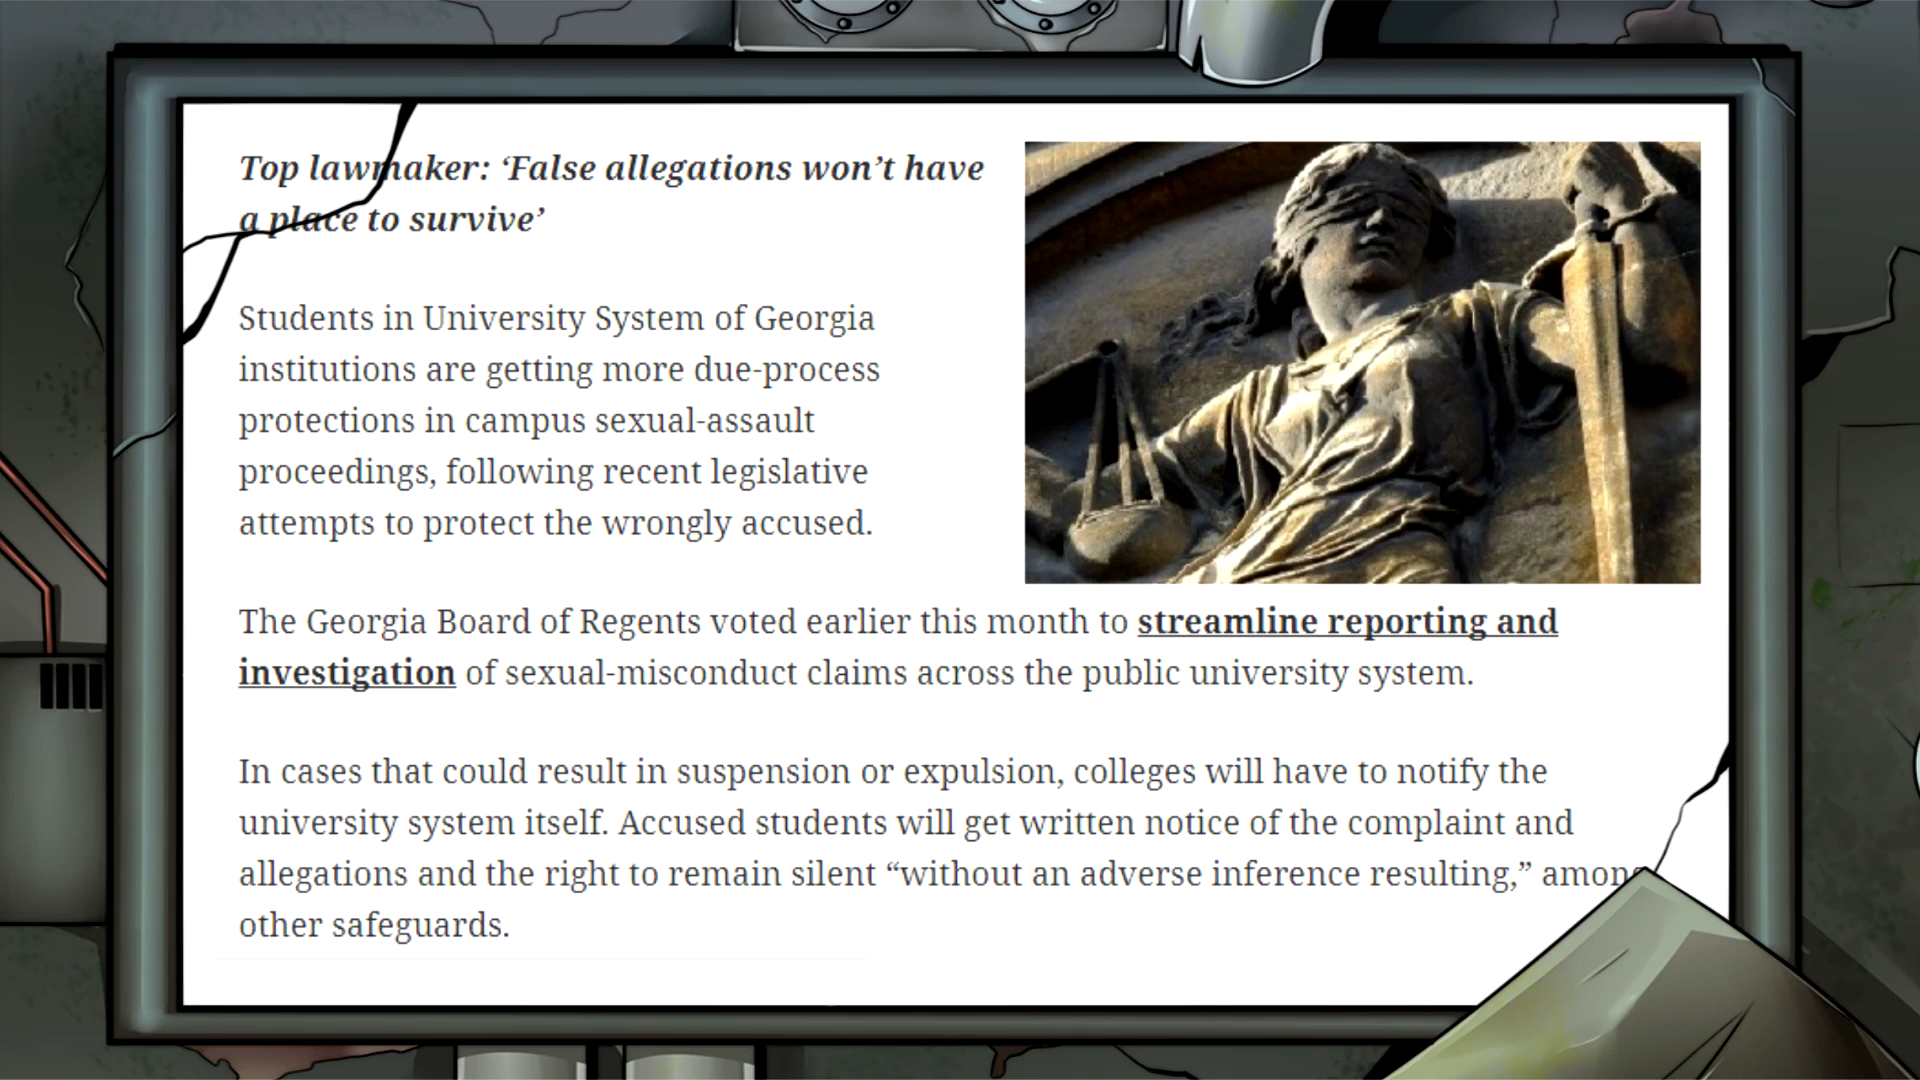 Top lawmaker: ‘False allegations won’t have
a place to survive’
Students in University System of Georgia
institutions are getting more due-process
protections in campus sexual-assault
proceedings, following recent legislative
attempts to protect the wrongly accused.
The Georgia Board of Regents voted earlier this month to streamline reporting and
investigation of sexual-misconduct claims across the public university system.
In cases that could result in suspension or expulsion, colleges will have to notify the
university system itself. Accused students will get written notice of the complaint and
allegations and the right to remain silent “without an adverse inference resulting,” among
other safeguards.